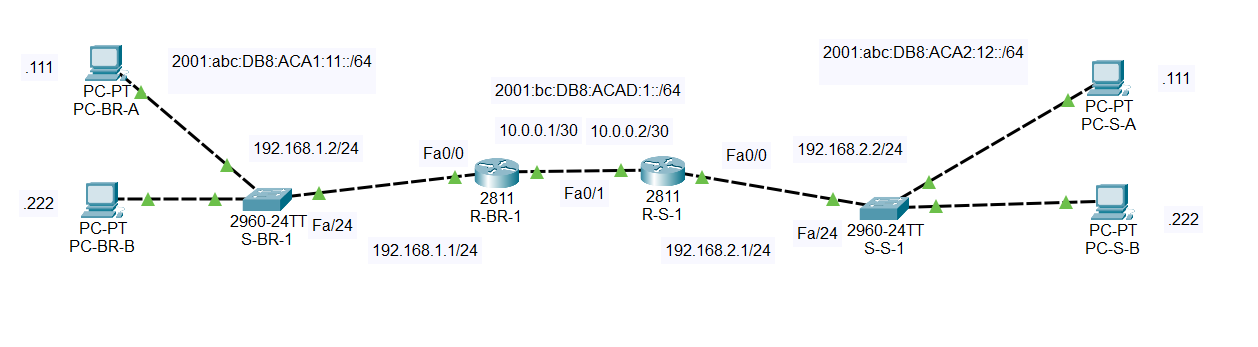 2001:abc:DB8:ACA1:11::/64
2001:abc:DB8:ACA2:12::/64
.111
PC-PT
PC-BR-A
2001:bc:DB8:ACAD:1::/64
.111
PC-PT
PC-S-A
10.0.0.1/30
10.0.0.2/30
192.168.1.2/24
Fa0/0
Fa0/1
Fa0/0
192.168.2.2/24
.222
PC-PT
PC-BR-B
2960-24TT
S-BR-1
Fa/24
2811
R-BR-1
2811
R-S-1
Fa/24
2960-24TT
S-S-1
PC-PT
PC-S-B
.222
192.168.1.1/24
192.168.2.1/24